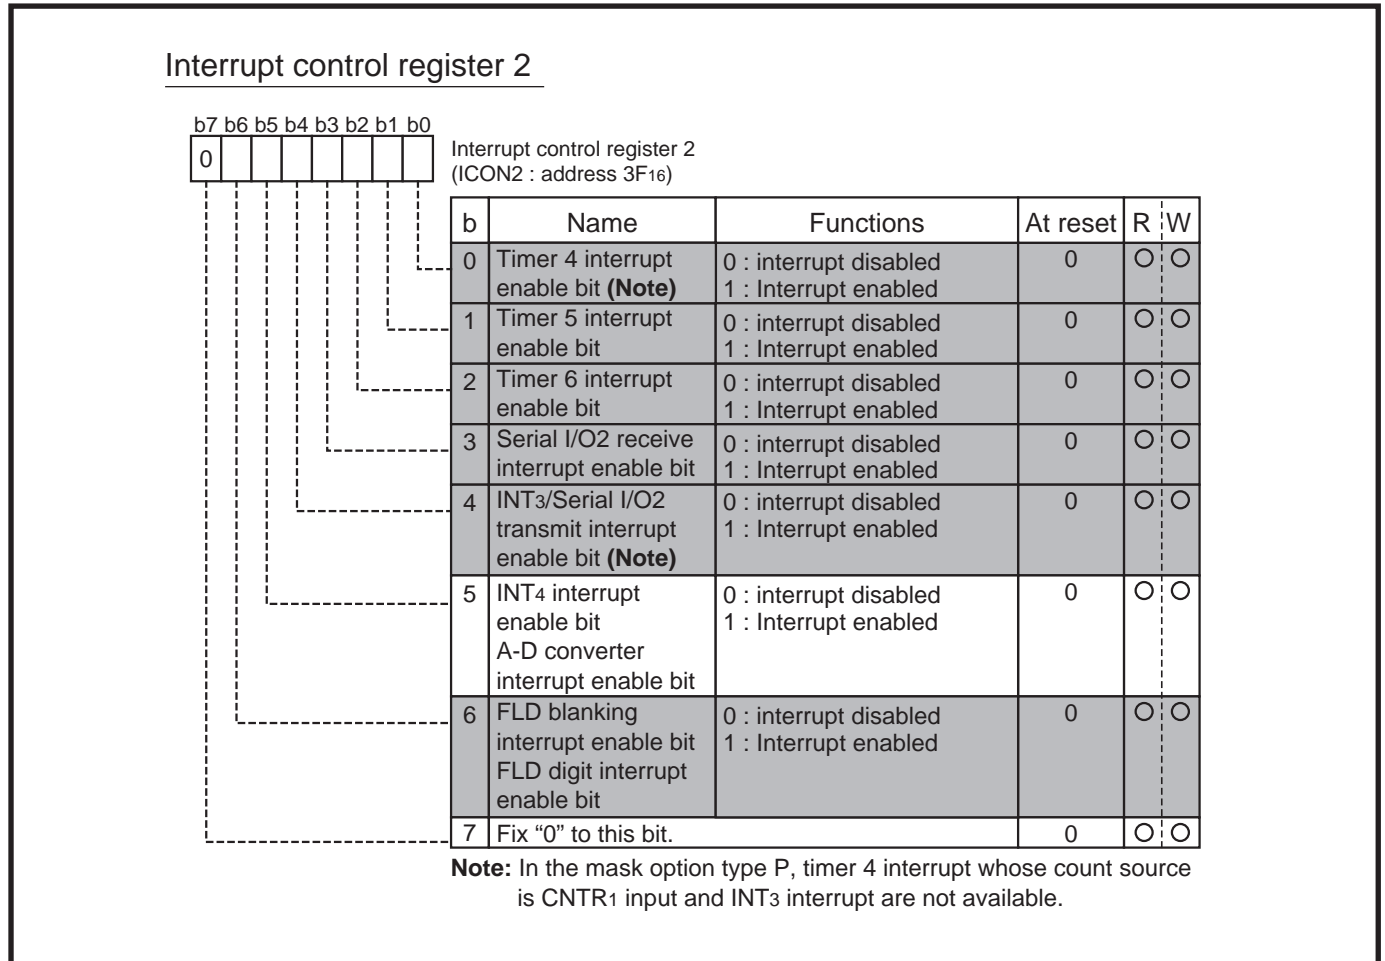 Interrupt control register 2
b7 b6 b5 b4 b3 b2 b1 b0
0
Interrupt control register 2
(ICON2 : address 3F16)
b Name Functions At reset R W
0 Timer 4 interrupt enable bit (Note) 0 : interrupt disabled 1 : Interrupt enabled 0 O O
1 Timer 5 interrupt enable bit 0 : interrupt disabled 1 : Interrupt enabled 0 O O
2 Timer 6 interrupt enable bit 0 : interrupt disabled 1 : Interrupt enabled 0 O O
3 Serial I/O2 receive interrupt enable bit 0 : interrupt disabled 1 : Interrupt enabled 0 O O
4 INT3/Serial I/O2 transmit interrupt enable bit (Note) 0 : interrupt disabled 1 : Interrupt enabled 0 O O
5 INT4 interrupt enable bit A-D converter interrupt enable bit 0 : interrupt disabled 1 : Interrupt enabled 0 O O
6 FLD blanking interrupt enable bit FLD digit interrupt enable bit 0 : interrupt disabled 1 : Interrupt enabled 0 O O
7 Fix “0” to this bit. 0 O O
Note: In the mask option type P, timer 4 interrupt whose count source
is CNTR1 input and INT3 interrupt are not available.